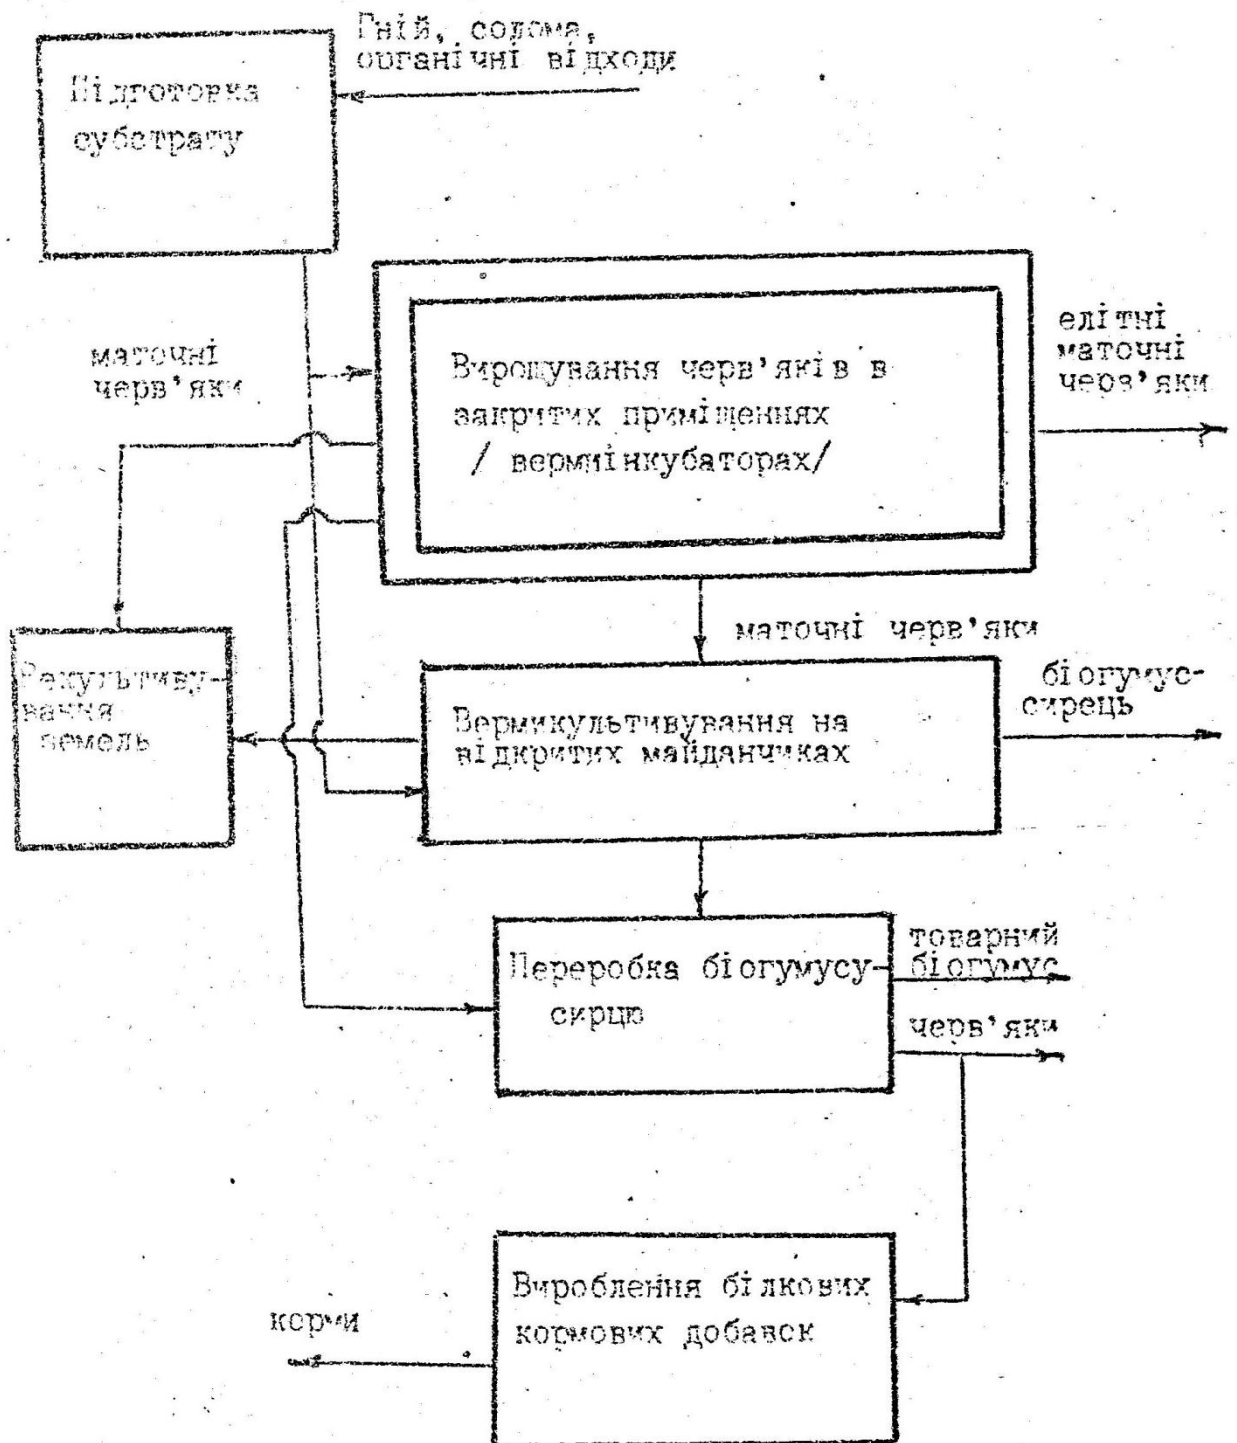 Гній, солома,
органічні відходи
Підготовка
субстрату
маточні
черв'яки
Вирощування черв'яків в
закритих приміщеннях
/ вермиінкубаторах/
елітні
маточні
черв'яки
маточні черв'яки
Рекультиву-
вання
земель
Вермикультивування на
відкритих майданчиках
біогумус-
сирець
Переробка біогумусу-
сирцю
товарний
біогумус
черв'яки
Вироблення білкових
кормових добавок
корми